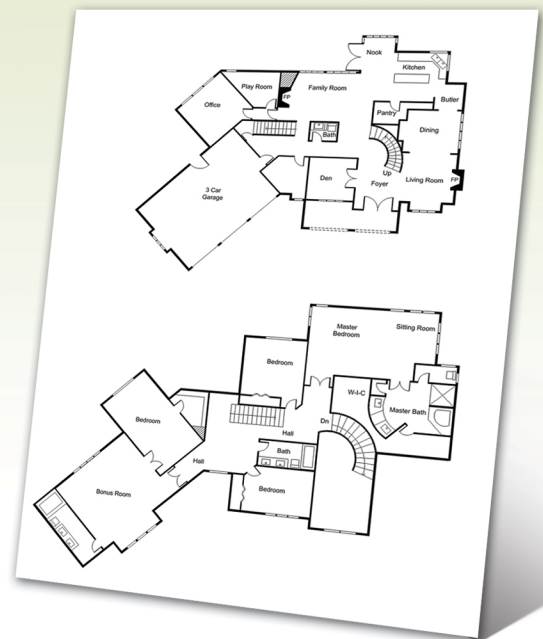 Nook
Kitchen
Play Room
FP
Family Room
Office
Butler
Pantry
Bath
Dining
Up
Den
Foyer
Living Room
FP
3 Car
Garage
Master
Bedroom
Sitting Room
Bedroom
W-I-C
Master Bath
Bedroom
Dn
Hall
Bath
Hall
Bedroom
Bonus Room